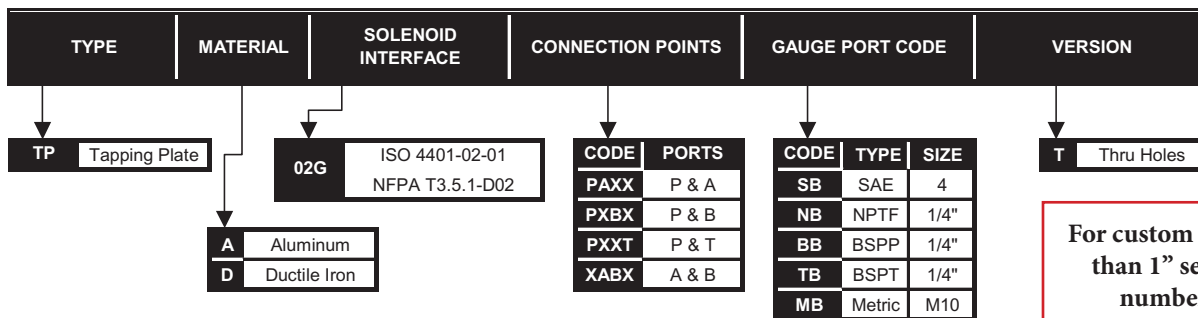 TYPE MATERIAL SOLENOID INTERFACE CONNECTION POINTS GAUGE PORT CODE VERSION
TP Tapping Plate
A Aluminum
D Ductile Iron
02G ISO 4401-02-01
NFPA T3.5.1-D02
CODE PORTS
PAXX P & A
PXBX P & B
PXXT P & T
XABX A & B
CODE TYPE SIZE
SB SAE 4
NB NPTF 1/4"
BB BSPP 1/4"
TB BSPT 1/4"
MB Metric M10
T Thru Holes
For custom
than 1” se
numbe